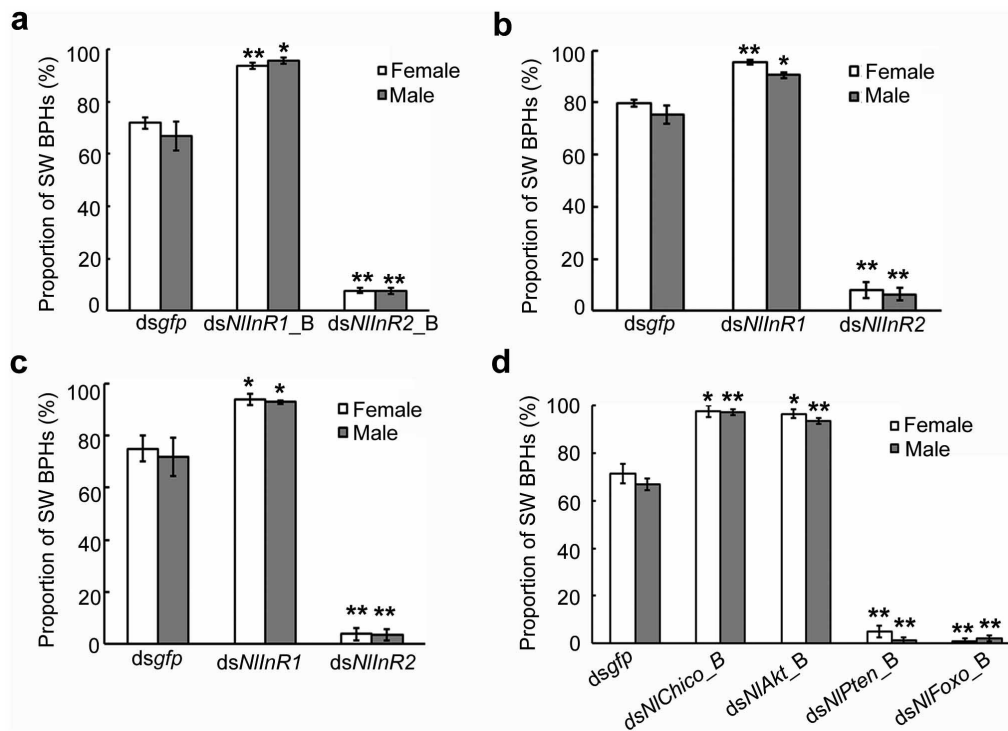 a
Proportion of SW BPHs (%)
100
80
60
40
20
0
** *
** **
Female
Male
dsgfp dsNlInR1_B dsNlInR2_B
b
Proportion of SW BPHs (%)
100
80
60
40
20
0
** *
** **
Female
Male
dsgfp dsNlInR1 dsNlInR2
c
Proportion of SW BPHs (%)
100
80
60
40
20
0
* *
** **
Female
Male
dsgfp dsNlInR1 dsNlInR2
d
Proportion of SW BPHs (%)
100
80
60
40
20
0
* ** * **
** ** ** **
Female
Male
dsgfp dsNlChico_B dsNlAkt_B dsNlPten_B dsNlFoxo_B